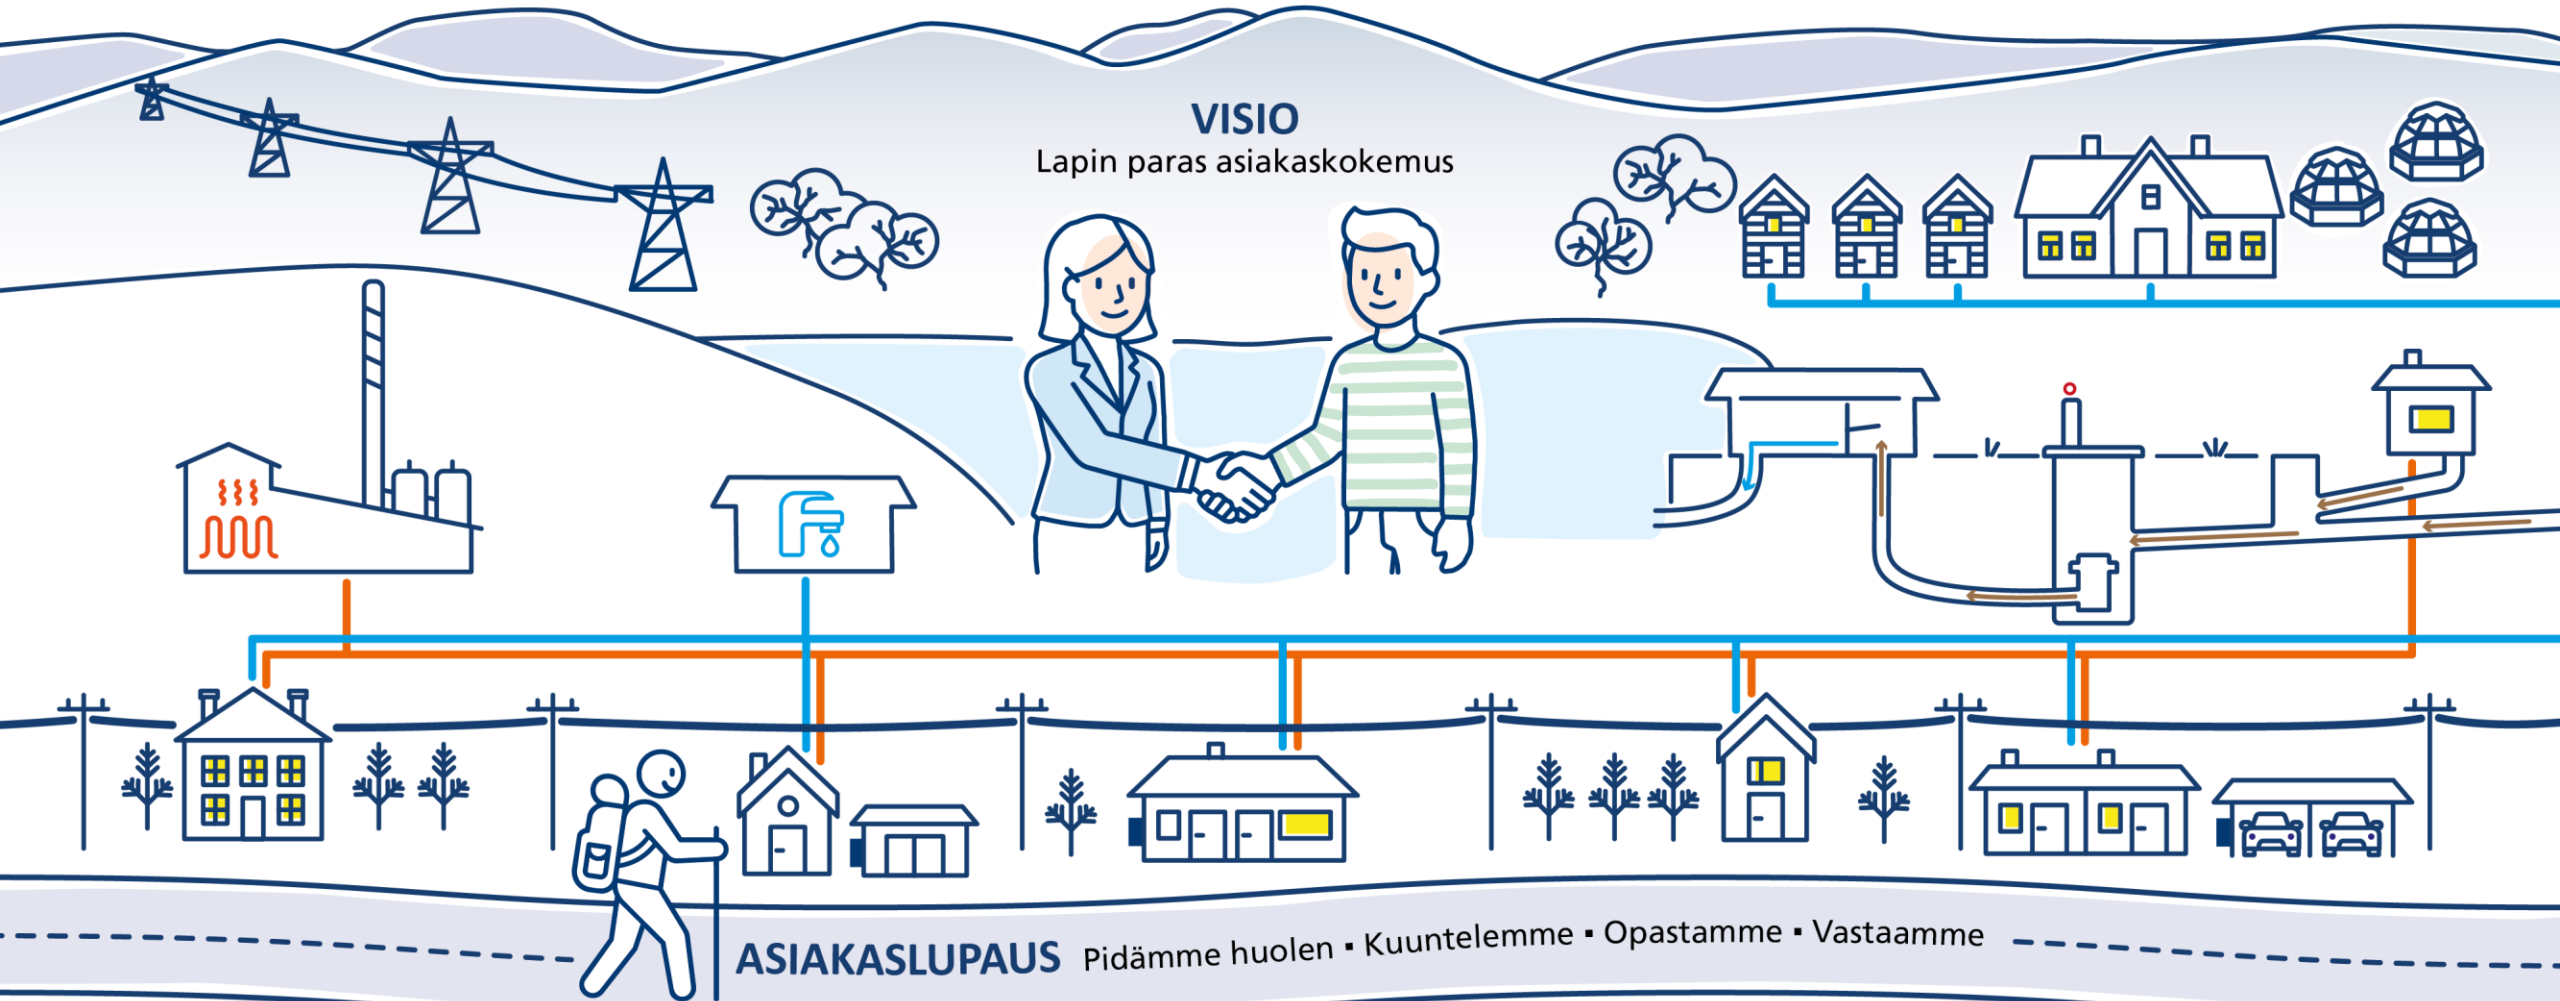 VISIO
Lapin paras asiakaskokemus
ASIAKASLUPAUS Pidämme huolen ▪ Kuuntelemme ▪ Opastamme ▪ Vastaamme